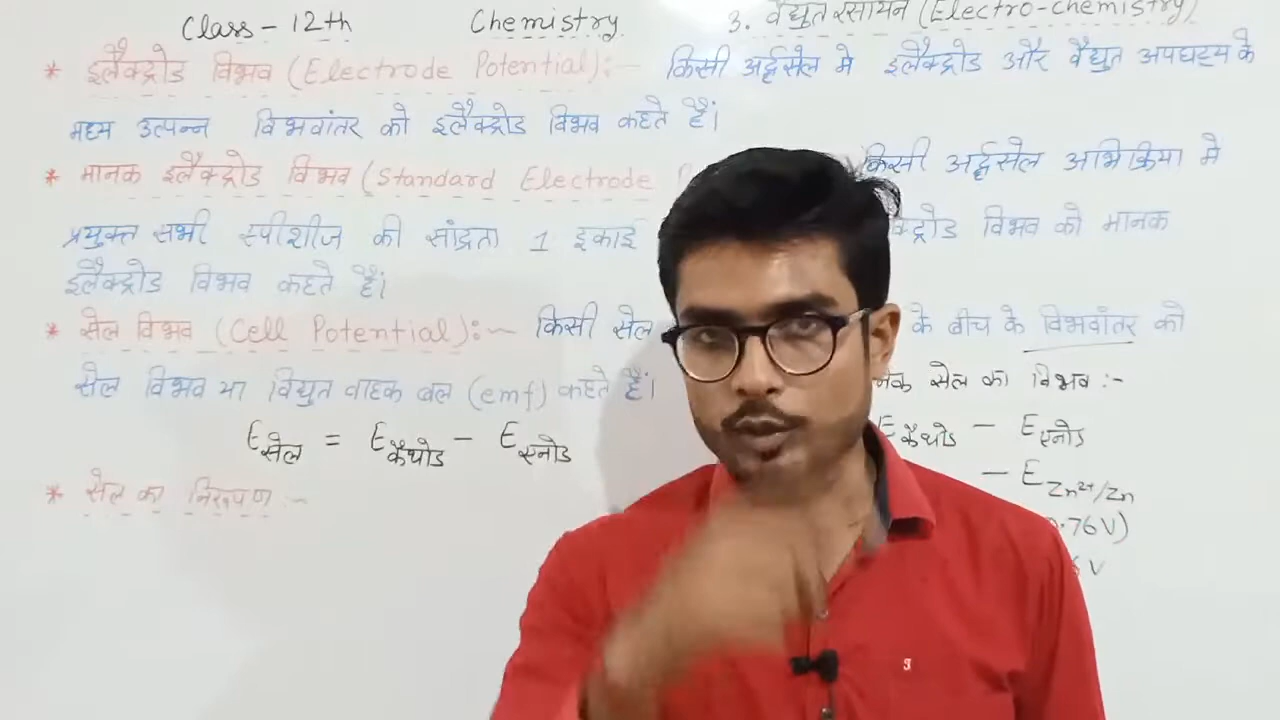 Class - 12th Chemistry 3. वैद्युत रसायन (Electro-chemistry)
* इलैक्ट्रोड विभव (Electrode Potential):- किसी अर्द्धसेल मे इलैक्ट्रोड और वैद्युत अपघट्य के
मध्य उत्पन्न विभवांतर को इलैक्ट्रोड विभव कहते हैं।
* मानक इलैक्ट्रोड विभव (Standard Electrode किसी अर्द्धसेल अभिक्रिया मे
प्रयुक्त सभी स्पीशीज की सांद्रता 1 इकाई विभव को मानक
इलैक्ट्रोड विभव कहते हैं।
* सेल विभव (Cell Potential):- किसी सेल के बीच के विभवांतर को
सेल विभव या विद्युत वाहक बल (emf) कहते हैं।
सेल का विभव :-
E सेल = E कैथोड - E एनोड
E कैथोड - E एनोड
- E Zn²⁺/Zn
* सेल का निरूपण :-
.76V)
V